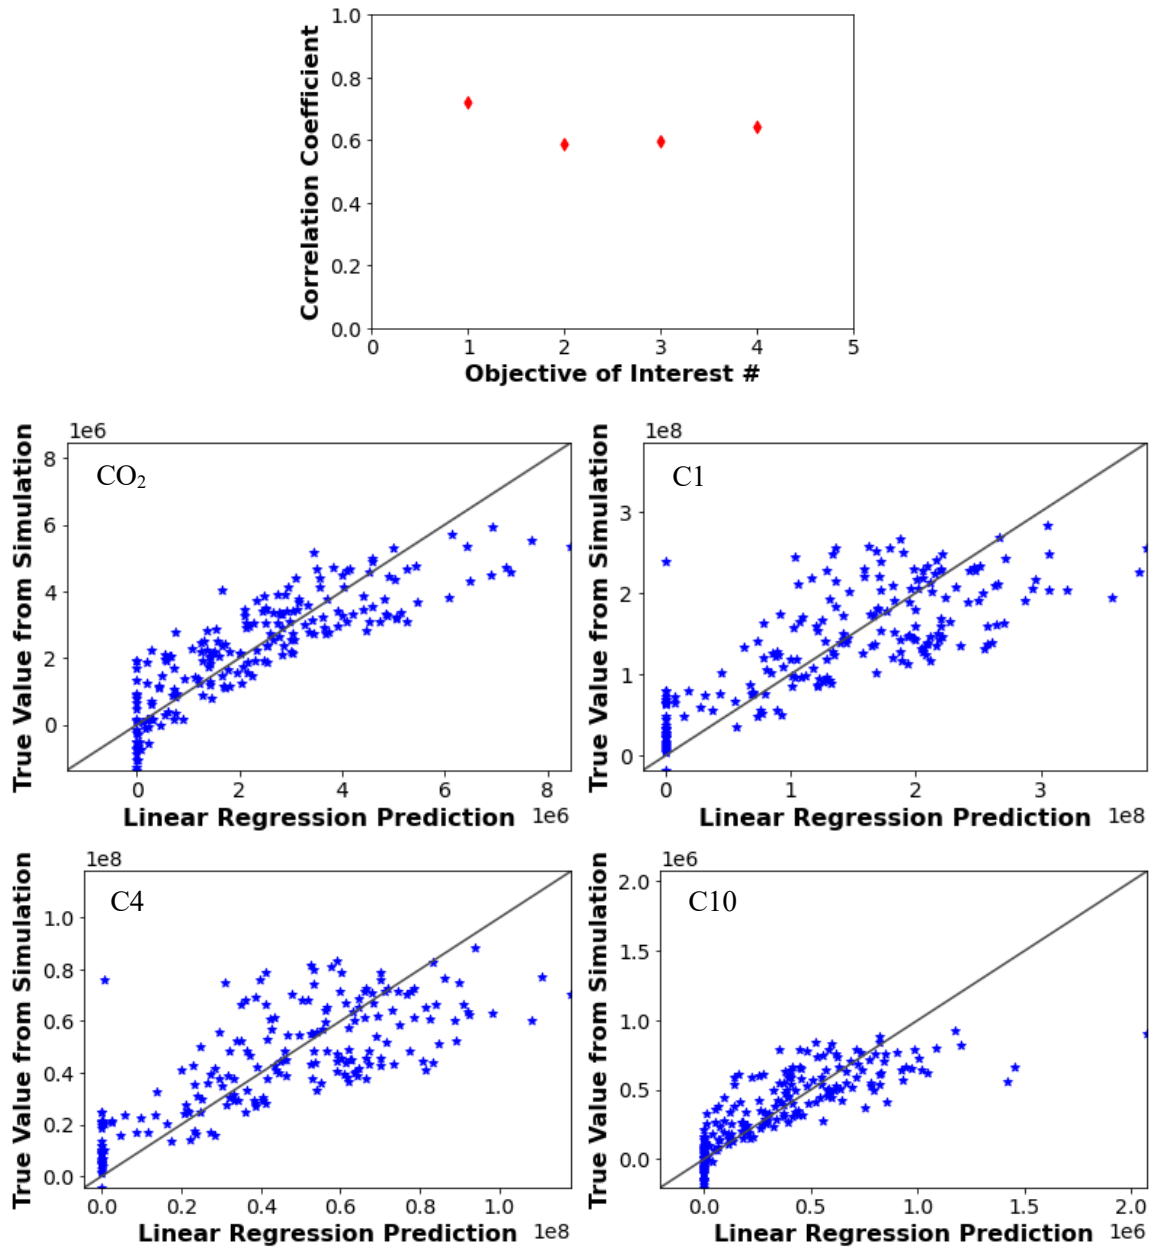 Correlation Coefficient
1.0
0.8
0.6
0.4
0.2
0.0
0 1 2 3 4 5
Objective of Interest #
True Value from Simulation
1e6
CO₂
8
6
4
2
0
0 2 4 6 8
1e6
Linear Regression Prediction
True Value from Simulation
1e8
C1
3
2
1
0
0 1 2 3
1e8
Linear Regression Prediction
True Value from Simulation
1e8
C4
1.0
0.8
0.6
0.4
0.2
0.0
0.0 0.2 0.4 0.6 0.8 1.0
1e8
Linear Regression Prediction
True Value from Simulation
1e6
C10
2.0
1.5
1.0
0.5
0.0
0.0 0.5 1.0 1.5 2.0
1e6
Linear Regression Prediction